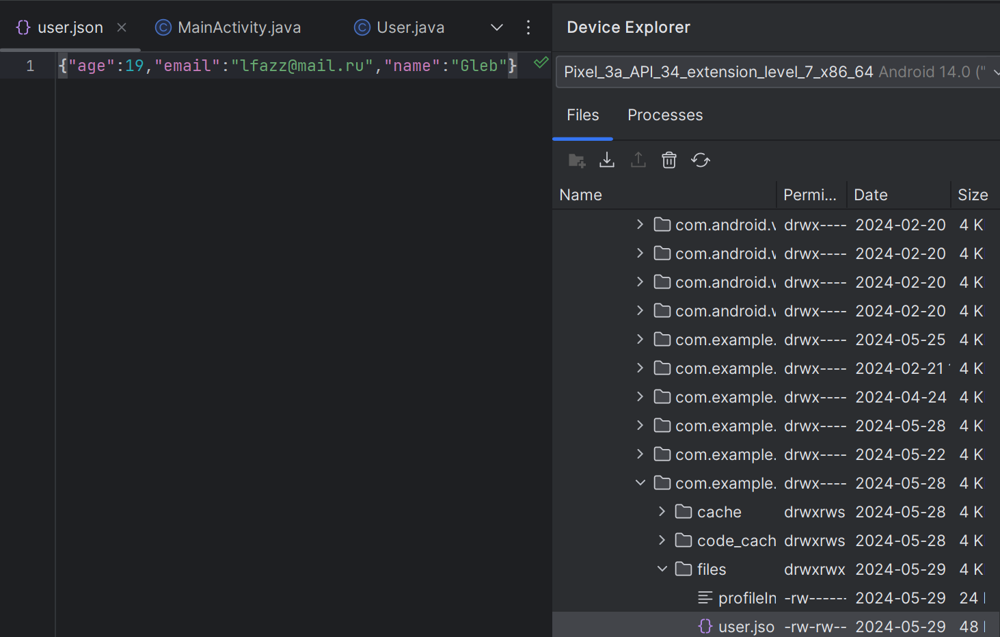 user.json
MainActivity.java
User.java
1
{"age":19,"email":"lfazz@mail.ru","name":"Gleb"}
Device Explorer
Pixel_3a_API_34_extension_level_7_x86_64 Android 14.0 ("
Files Processes
Name Permi... Date Size
com.android.v drwx---- 2024-02-20 4 K
com.android.v drwx---- 2024-02-20 4 K
com.android.v drwx---- 2024-02-20 4 K
com.android.v drwx---- 2024-02-20 4 K
com.example. drwx---- 2024-05-25 4 K
com.example. drwx---- 2024-02-21 4 K
com.example. drwx---- 2024-04-24 4 K
com.example. drwx---- 2024-05-28 4 K
com.example. drwx---- 2024-05-22 4 K
com.example. drwx---- 2024-05-28 4 K
cache drwxrws 2024-05-28 4 K
code_cach drwxrws 2024-05-28 4 K
files drwxrwx 2024-05-29 4 K
profileIn -rw------ 2024-05-29 24
user.jso -rw-rw-- 2024-05-29 48